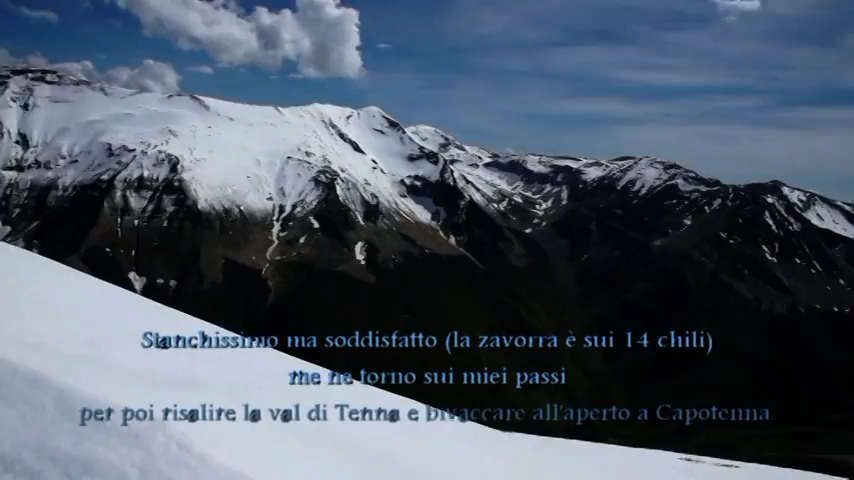 Stanchissimo ma soddisfatto (la zavorra è sui 14 chili)
me ne torno sui miei passi
per poi risalire la val di Tenna e bivaccare all'aperto a Capotenna.